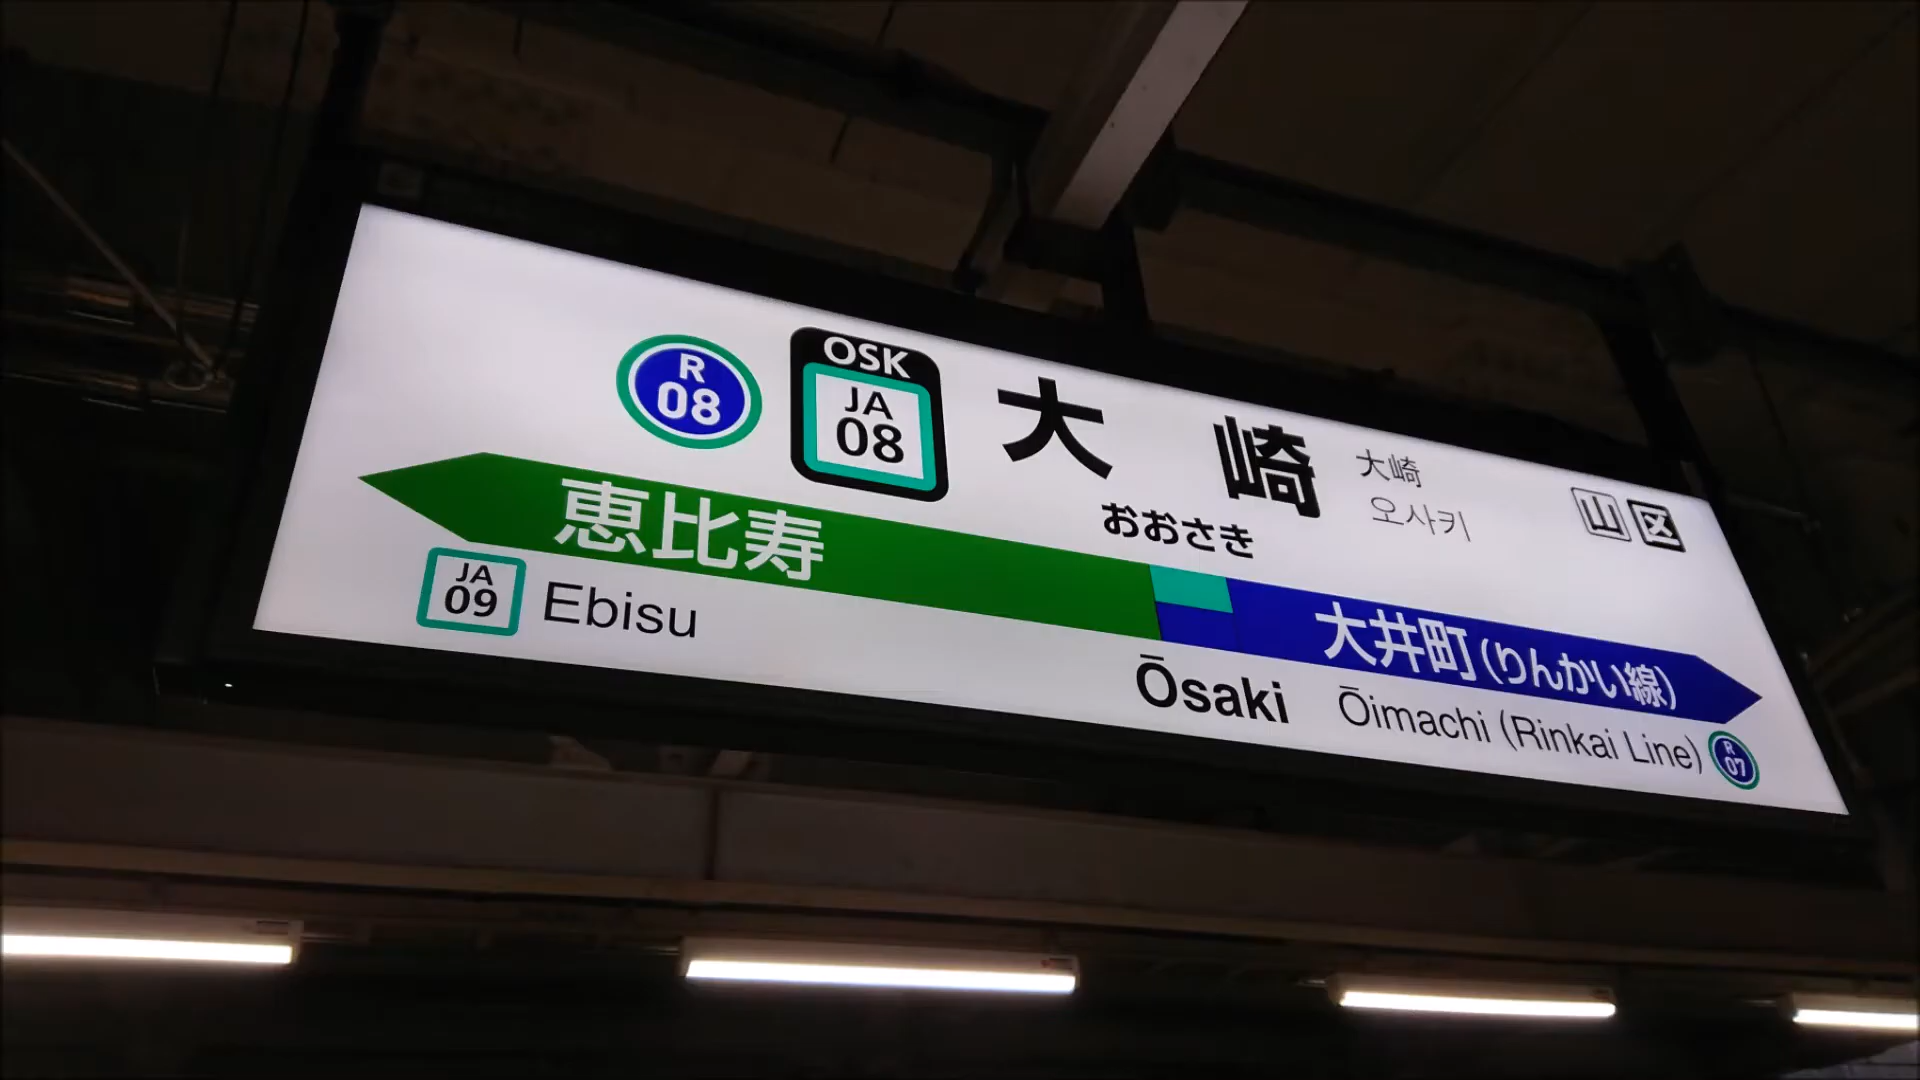 R
08
OSK
JA
08
大崎
大崎
오사키
山 区
おおさき
恵比寿
JA
09
Ebisu
Ōsaki
大井町(りんかい線)
Ōimachi (Rinkai Line)
R
07